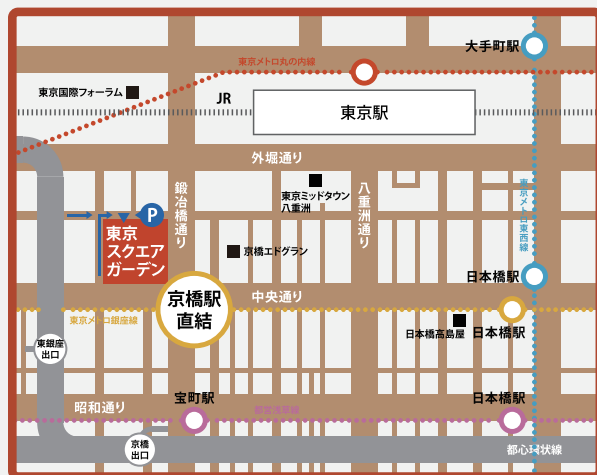 大手町駅
東京メトロ丸の内線
東京国際フォーラム
JR
東京駅
外堀通り
鍛冶橋通り
東京ミッドタウン
八重洲
八重洲通り
東京メトロ東西線
P
東京
スクエア
ガーデン
京橋エドグラン
日本橋駅
京橋駅
直結
中央通り
東京メトロ銀座線
日本橋高島屋
日本橋駅
東銀座
出口
宝町駅
日本橋駅
昭和通り
都営浅草線
京橋
出口
都心環状線